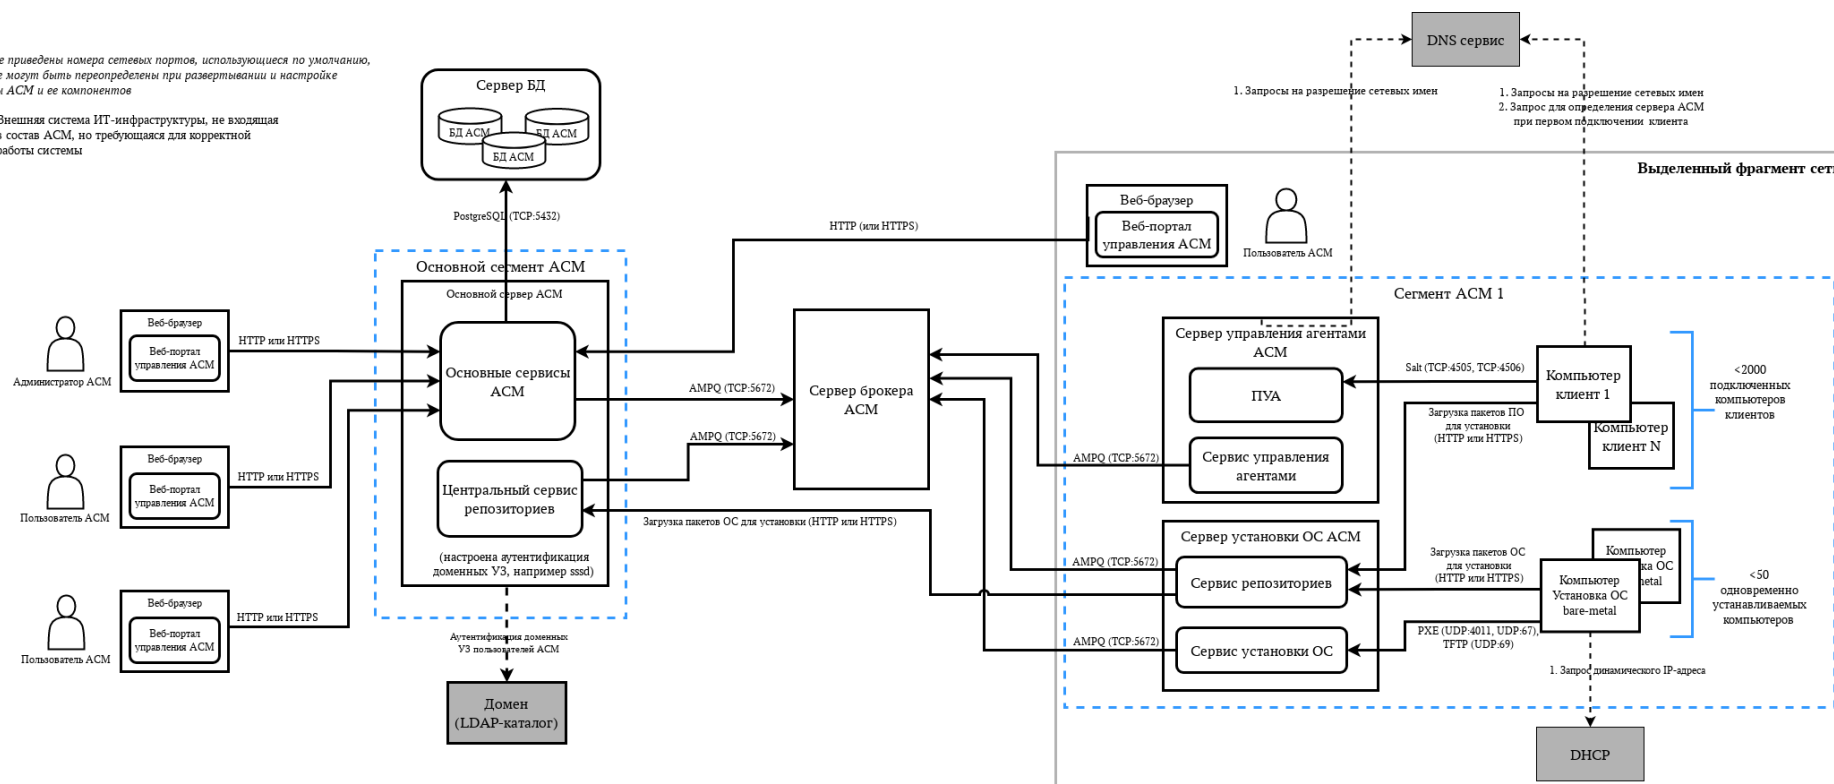 DNS сервис
е приведены номера сетевых портов, использующиеся по умолчанию,
е могут быть переопределены при развертывании и настройке
ы АСМ и ее компонентов
Внешняя система ИТ-инфраструктуры, не входящая
в состав АСМ, но требующаяся для корректной
работы системы
Сервер БД
БД АСМ
БД АСМ
БД АСМ
1. Запросы на разрешение сетевых имен
1. Запросы на разрешение сетевых имен
2. Запрос для определения сервера АСМ
при первом подключении клиента
Выделенный фрагмент сет
PostgreSQL (TCP:5432)
HTTP (или HTTPS)
Веб-браузер
Веб-портал
управления АСМ
Пользователь АСМ
Основной сегмент АСМ
Основной сервер АСМ
Сегмент АСМ 1
Веб-браузер
Веб-портал
управления АСМ
Администратор АСМ
HTTP или HTTPS
Основные сервисы
АСМ
AMPQ (TCP:5672)
Сервер брокера
АСМ
Сервер управления агентами
АСМ
ПУА
Salt (TCP:4505, TCP:4506)
Компьютер
клиент 1
Компьютер
клиент N
<2000
подключенных
компьютеров
клиентов
Загрузка пакетов ПО
для установки
(HTTP или HTTPS)
AMPQ (TCP:5672)
AMPQ (TCP:5672)
Сервис управления
агентами
Веб-браузер
Веб-портал
управления АСМ
Пользователь АСМ
HTTP или HTTPS
Центральный сервис
репозиториев
Загрузка пакетов ОС для установки (HTTP или HTTPS)
(настроена аутентификация
доменных УЗ, например sssd)
Сервер установки ОС АСМ
AMPQ (TCP:5672)
Сервис репозиториев
Загрузка пакетов ОС
для установки
(HTTP или HTTPS)
Компьютер
ка ОС
metal
Компьютер
Установка ОС
bare-metal
<50
одновременно
устанавливаемых
компьютеров
Веб-браузер
Веб-портал
управления АСМ
Пользователь АСМ
HTTP или HTTPS
Аутентификация доменных
УЗ пользователей АСМ
AMPQ (TCP:5672)
Сервис установки ОС
PXE (UDP:4011, UDP:67),
TFTP (UDP:69)
1. Запрос динамического IP-адреса
Домен
(LDAP-каталог)
DHCP